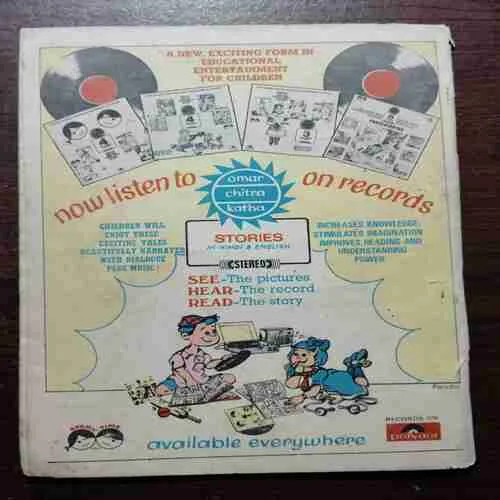 A NEW, EXCITING FORM IN
EDUCATIONAL
ENTERTAINMENT
FOR CHILDREN
now listen to
amar
chitra
katha
on records
STORIES
IN HINDI & ENGLISH
STEREO
CHILDREN WILL
ENJOY THESE
EXCITING TALES
BEAUTIFULLY NARRATED
WITH DIALOGUE
PLUS MUSIC!
INCREASES KNOWLEDGE
STIMULATES IMAGINATION
IMPROVES READING AND
UNDERSTANDING
POWER
SEE-The pictures
HEAR-The record
READ-The story
available everywhere
RECORDS ON
Polydor